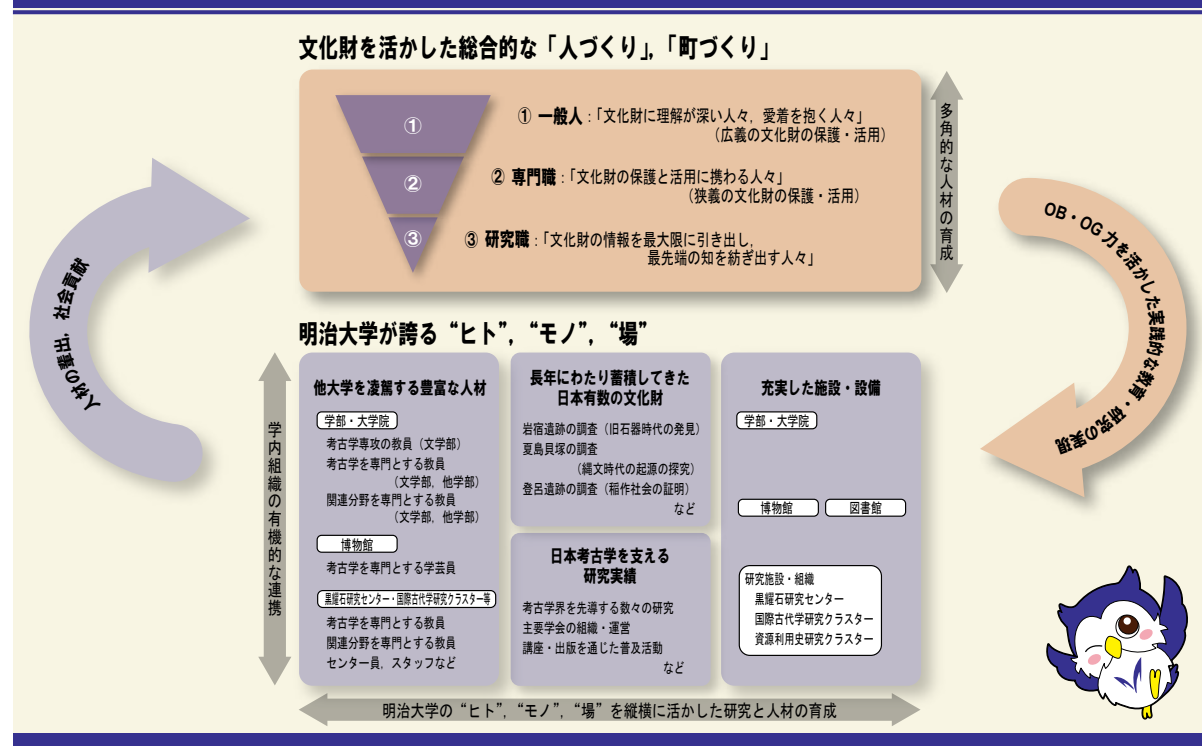 文化財を活かした総合的な「人づくり」，「町づくり」
①
②
③
① 一般人：「文化財に理解が深い人々，愛着を抱く人々」
（広義の文化財の保護・活用）
② 専門職：「文化財の保護と活用に携わる人々」
（狭義の文化財の保護・活用）
③ 研究職：「文化財の情報を最大限に引き出し，
最先端の知を紡ぎ出す人々」
多角的な人材の育成
人材の輩出，社会貢献
OB・OG力を活かした実践的な教育・研究の実現
明治大学が誇る“ヒト”，“モノ”，“場”
学内組織の有機的な連携
他大学を凌駕する豊富な人材
学部・大学院
考古学専攻の教員（文学部）
考古学を専門とする教員
（文学部，他学部）
関連分野を専門とする教員
（文学部，他学部）
博物館
考古学を専門とする学芸員
黒耀石研究センター・国際古代学研究クラスター等
考古学を専門とする教員
関連分野を専門とする教員
センター員，スタッフなど
長年にわたり蓄積してきた
日本有数の文化財
岩宿遺跡の調査（旧石器時代の発見）
夏島貝塚の調査
（縄文時代の起源の探究）
登呂遺跡の調査（稲作社会の証明）
など
日本考古学を支える
研究実績
考古学界を先導する数々の研究
主要学会の組織・運営
講座・出版を通じた普及活動
など
充実した施設・設備
学部・大学院
博物館
図書館
研究施設・組織
黒耀石研究センター
国際古代学研究クラスター
資源利用史研究クラスター
明治大学の“ヒト”，“モノ”，“場”を縦横に活かした研究と人材の育成